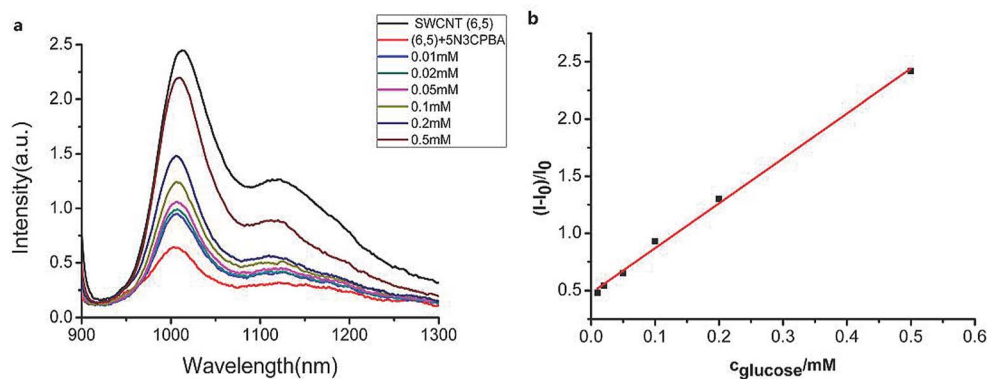 a
SWCNT (6,5)
(6,5)+5N3CPBA
0.01mM
0.02mM
0.05mM
0.1mM
0.2mM
0.5mM
2.5
2.0
1.5
1.0
0.5
0.0
Intensity(a.u.)
900
1000
1100
1200
1300
Wavelength(nm)
b
2.5
2.0
1.5
1.0
0.5
(I-I0)/I0
0.0
0.1
0.2
0.3
0.4
0.5
0.6
cglucose/mM